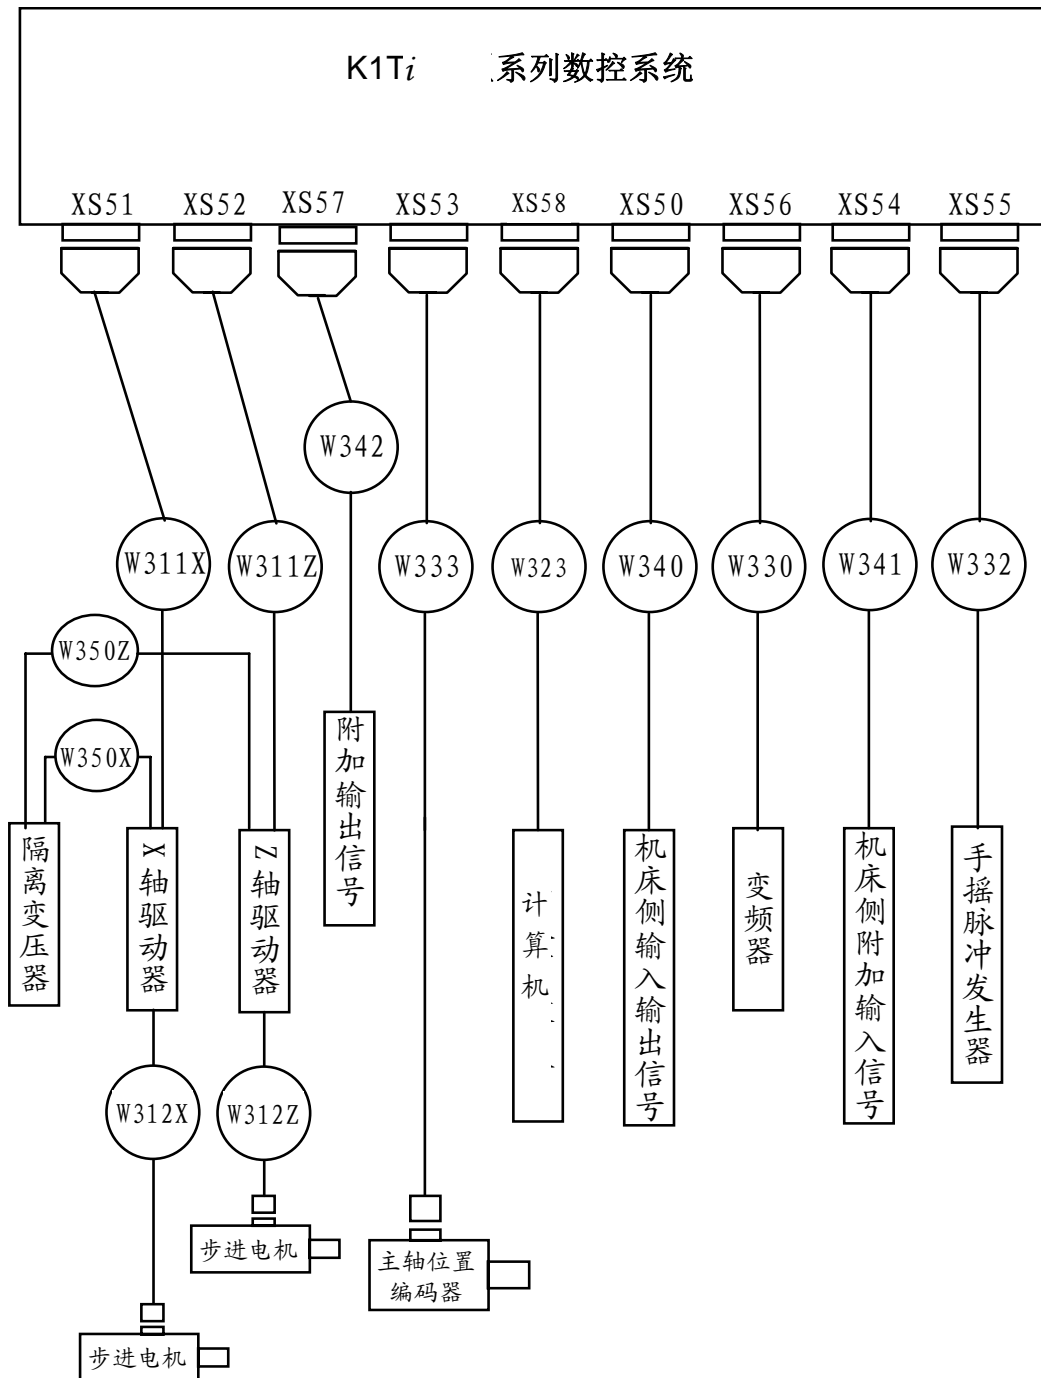 K1Ti 系列数控系统
XS51 XS52 XS57 XS53 XS58 XS50 XS56 XS54 XS55
W342
W311X W311Z W333 W323 W340 W330 W341 W332
W350Z
W350X
附加输出信号
隔离变压器
X轴驱动器
Z轴驱动器
计算机
机床侧输入输出信号
变频器
机床侧附加输入信号
手摇脉冲发生器
W312X W312Z
步进电机
主轴位置
编码器
步进电机